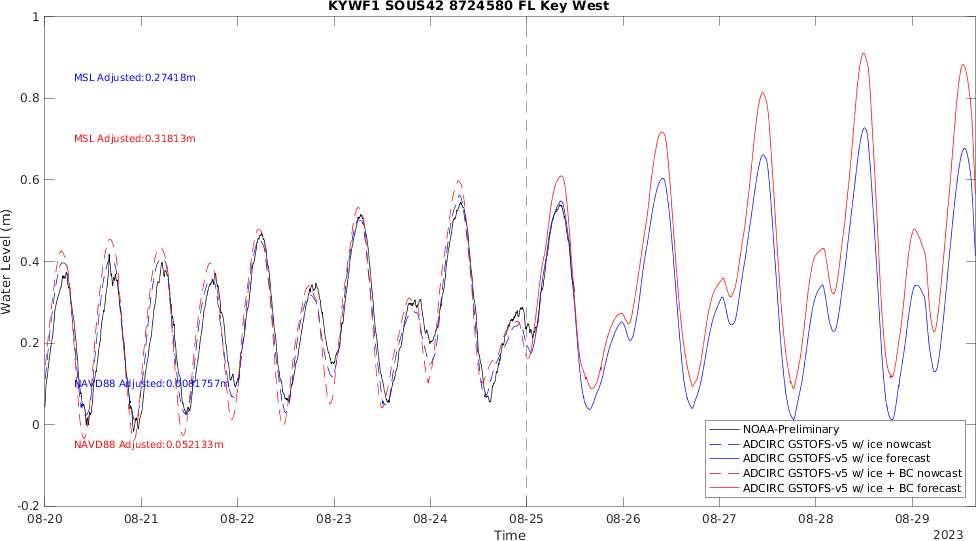 KYWF1 SOUS42 8724580 FL Key West
1
0.8
0.6
0.4
0.2
0
-0.2
Water Level (m)
MSL Adjusted:0.27418m
MSL Adjusted:0.31813m
NAVD88 Adjusted:0.0081757m
NAVD88 Adjusted:0.052133m
NOAA-Preliminary
ADCIRC GSTOFS-v5 w/ ice nowcast
ADCIRC GSTOFS-v5 w/ ice forecast
ADCIRC GSTOFS-v5 w/ ice + BC nowcast
ADCIRC GSTOFS-v5 w/ ice + BC forecast
08-20 08-21 08-22 08-23 08-24 08-25 08-26 08-27 08-28 08-29
Time
2023